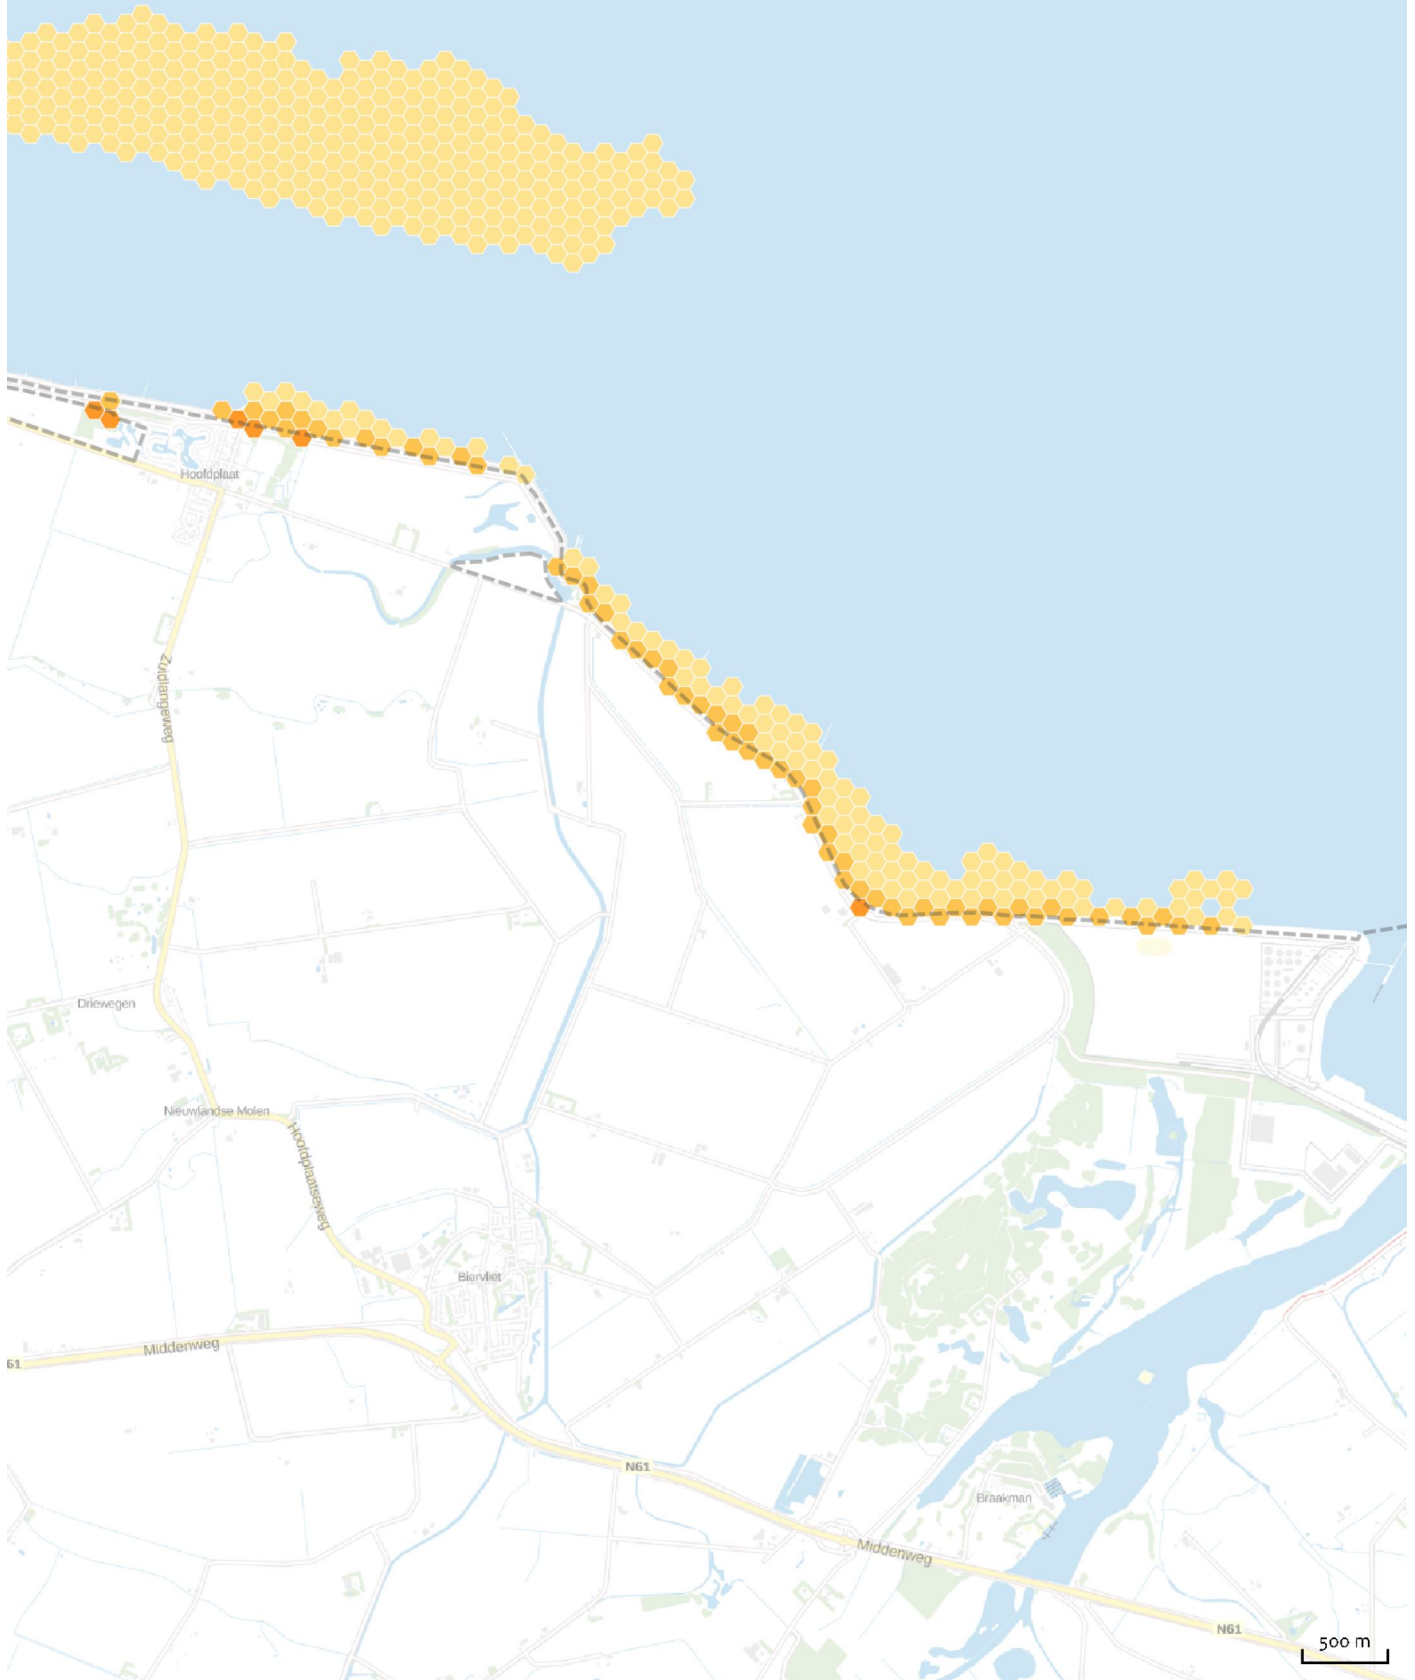 Hoofdplaat
Zuidlangeweg
Driewegen
Nieuwlandse Molen
Hoofdplaatseweg
Biervliet
61
Middenweg
N61
Braakman
Middenweg
N61
500 m